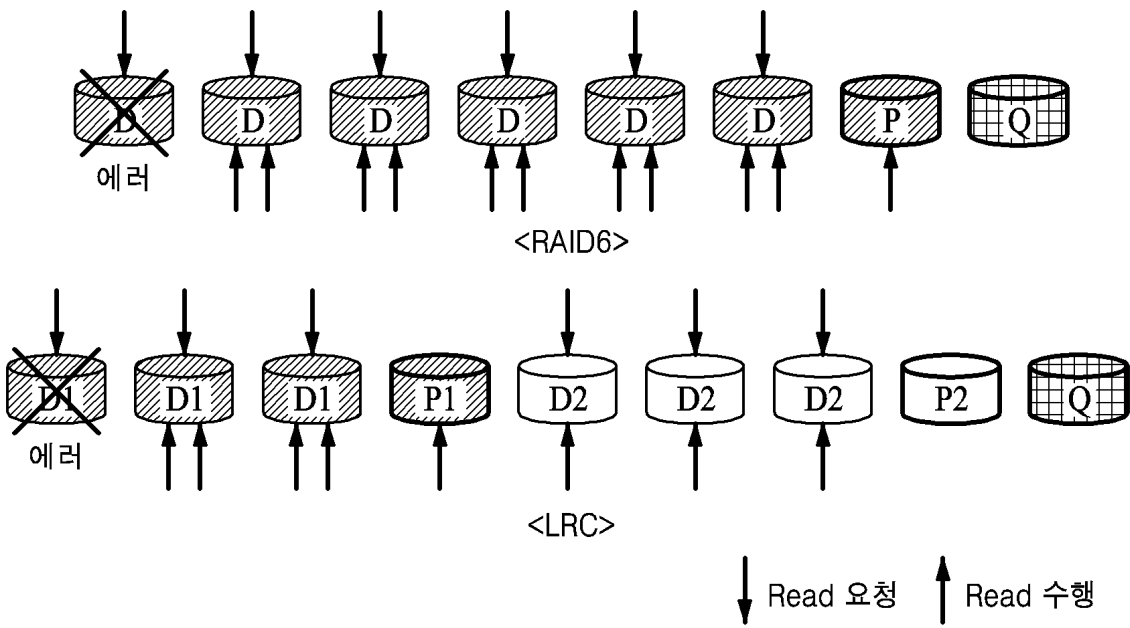 D D D D D D P Q
에러
<RAID6>
D1 D1 D1 P1 D2 D2 D2 P2 Q
에러
<LRC>
Read 요청 Read 수행